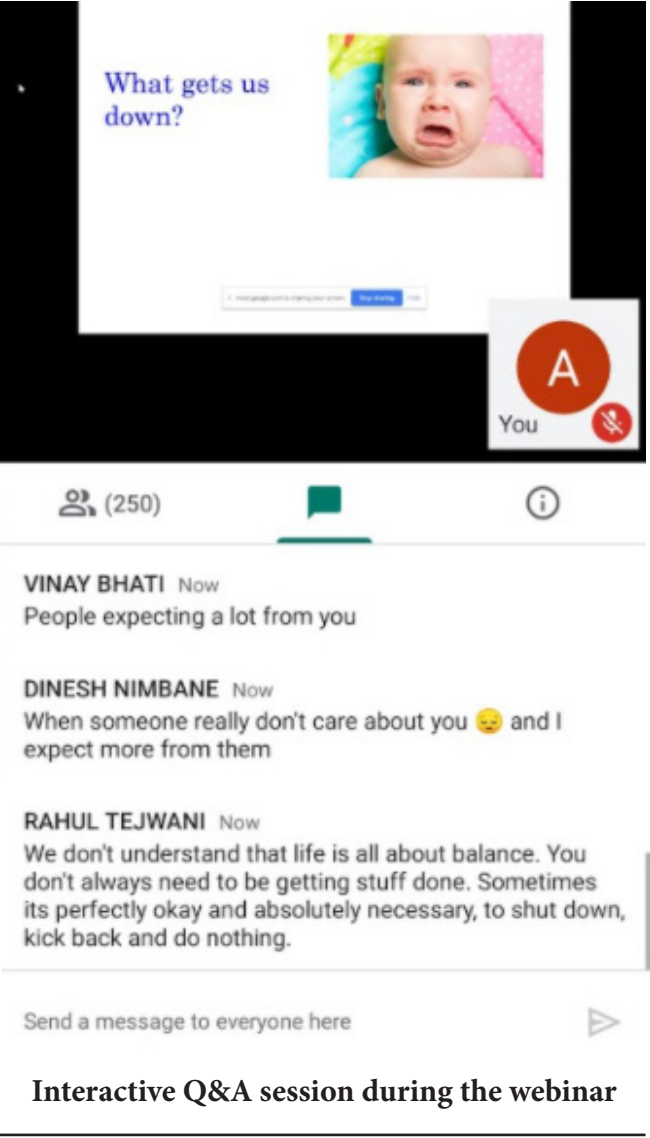 What gets us
down?
Stop sharing
A
You
(250)
VINAY BHATI Now
People expecting a lot from you
DINESH NIMBANE Now
When someone really don't care about you 😔 and I
expect more from them
RAHUL TEJWANI Now
We don't understand that life is all about balance. You
don't always need to be getting stuff done. Sometimes
its perfectly okay and absolutely necessary, to shut down,
kick back and do nothing.
Send a message to everyone here
Interactive Q&A session during the webinar